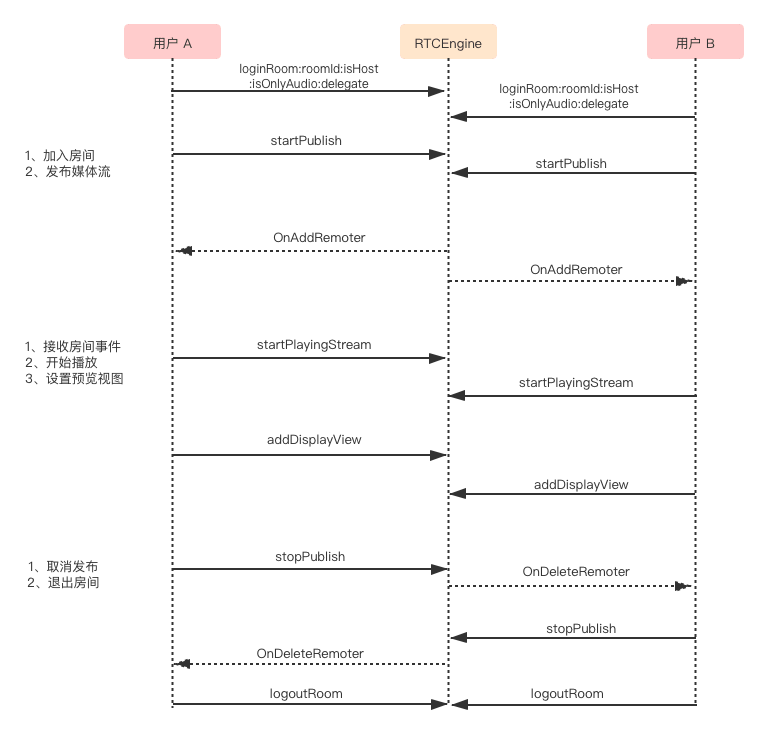 用户 A
RTCEngine
用户 B
loginRoom:roomId:isHost
:isOnlyAudio:delegate
loginRoom:roomId:isHost
:isOnlyAudio:delegate
startPublish
1、加入房间
2、发布媒体流
startPublish
OnAddRemoter
OnAddRemoter
1、接收房间事件
2、开始播放
3、设置预览视图
startPlayingStream
startPlayingStream
addDisplayView
addDisplayView
stopPublish
1、取消发布
2、退出房间
OnDeleteRemoter
stopPublish
OnDeleteRemoter
logoutRoom
logoutRoom